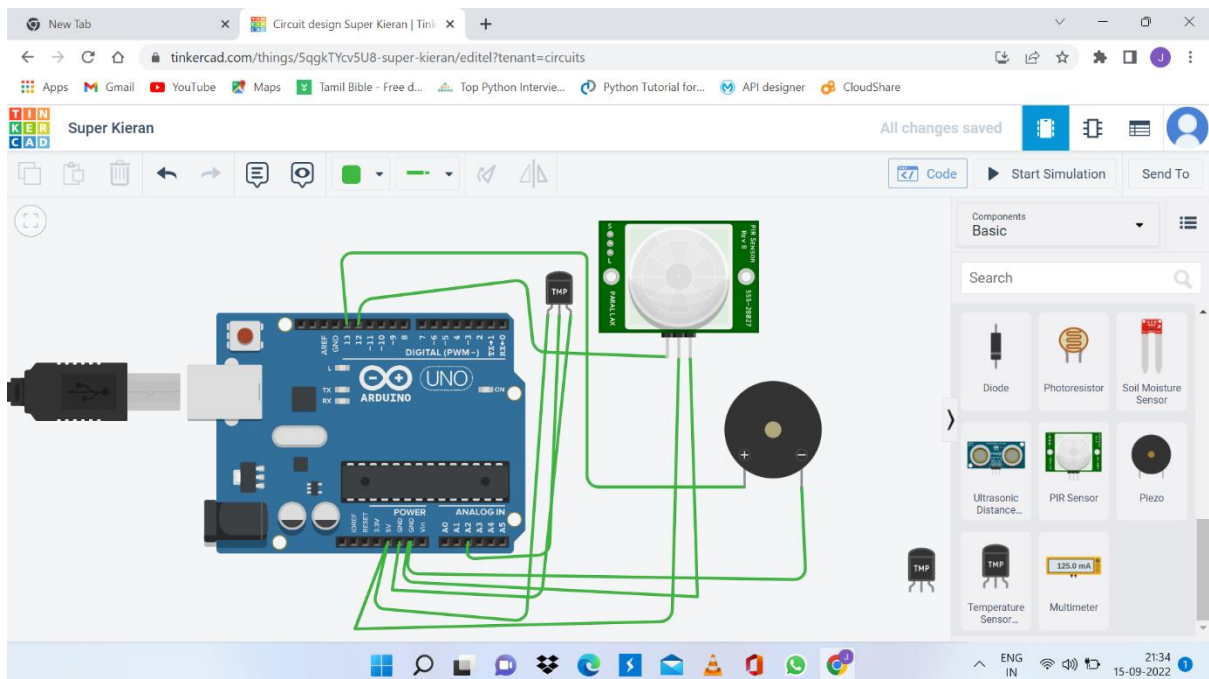 New Tab
Circuit design Super Kieran | Tink
tinkercad.com/things/5qgkTYcv5U8-super-kieran/editel?tenant=circuits
J
Apps
Gmail
YouTube
Maps
Tamil Bible - Free d...
Top Python Intervie...
Python Tutorial for...
API designer
CloudShare
TIN
KER
CAD
Super Kieran
All changes saved
Code
Start Simulation
Send To
Components
Basic
Search
Diode
Photoresistor
Soil Moisture
Sensor
Ultrasonic
Distance...
PIR Sensor
Piezo
TMP
125.0 mA
Temperature
Sensor...
Multimeter
TMP
TMP
S
L
PARALLAX
PIR SENSOR
REV B
555-28027
+
−
AREF
GND
13
12
~11
~10
~9
8
7
~6
~5
4
~3
2
TX→1
RX←0
DIGITAL (PWM~)
L
TX
RX
ARDUINO
UNO
ON
POWER
ANALOG IN
IOREF
RESET
3.3V
5V
GND
GND
Vin
A0
A1
A2
A3
A4
A5
ENG
IN
21:34
15-09-2022
1